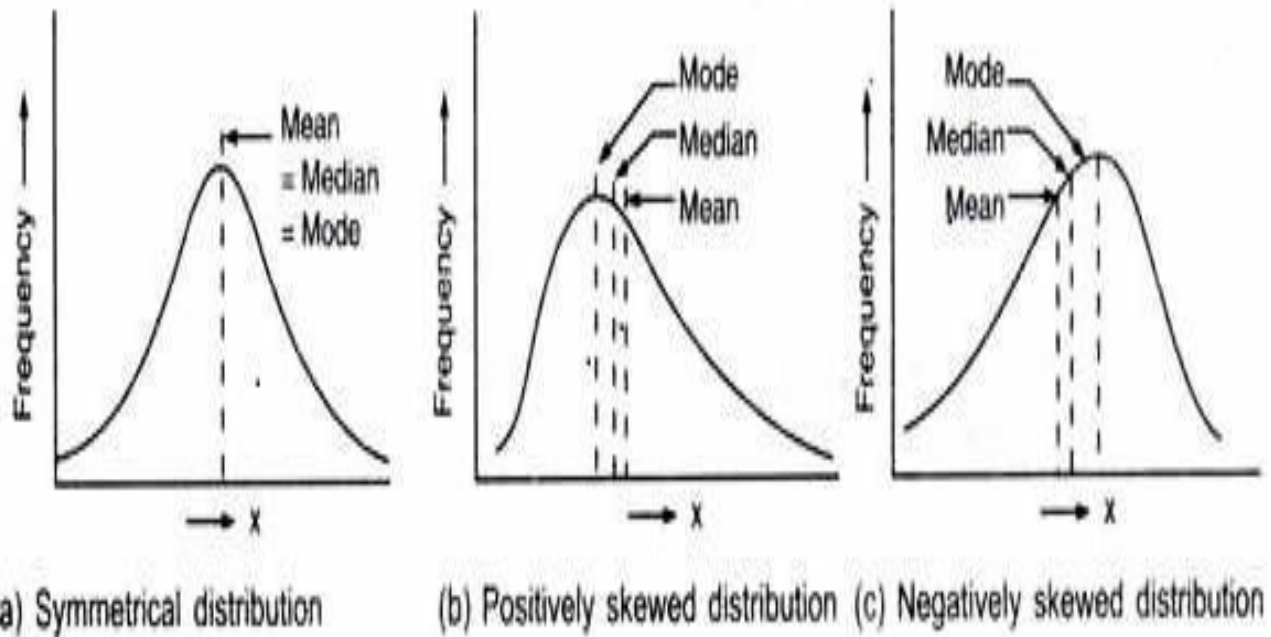 Frequency
Mean
= Median
= Mode
x
a) Symmetrical distribution
Frequency
Mode
Median
Mean
x
(b) Positively skewed distribution
Frequency
Mode
Median
Mean
x
(c) Negatively skewed distribution